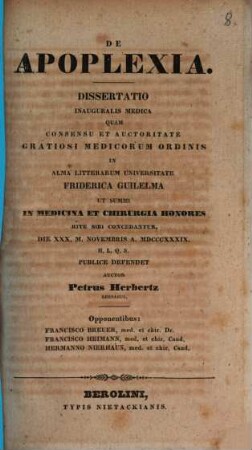 8.
DE
APOPLEXIA.
DISSERTATIO
INAUGURALIS MEDICA
QUAM
CONSENSU ET AUCTORITATE
GRATIOSI MEDICORUM ORDINIS
IN
ALMA LITTERARUM UNIVERSITATE
FRIDERICA GUILELMA
UT SUMMI
IN MEDICINA ET CHIRURGIA HONORES
RITE SIBI CONCEDANTUR,
DIE XXX. M. NOVEMBRIS A. MDCCCXXXIX.
H. L. Q. S.
PUBLICE DEFENDET
AUCTOR
Petrus Herbertz
Opponentibus:
FRANCISCO BREUER, med. et chir. Dr.
FRANCISCO HEIMANN, med. et chir. Cand.
HERMANNO NIERHAUS, med. et chir. Cand.
BEROLINI,
TYPIS NIETACKIANIS.